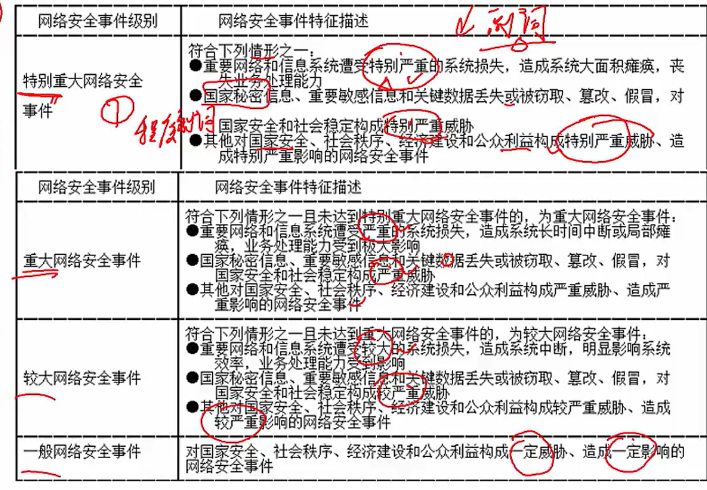 网络安全事件级别 网络安全事件特征描述
特别重大网络安全
事件
①
程度副词
符合下列情形之一：
●重要网络和信息系统遭受特别严重的系统损失，造成系统大面积瘫痪，丧
失业务处理能力
●国家秘密信息、重要敏感信息和关键数据丢失或被窃取、篡改、假冒，对
国家安全和社会稳定构成特别严重威胁
●其他对国家安全、社会秩序、经济建设和公众利益构成特别严重威胁、造
成特别严重影响的网络安全事件
网络安全事件级别 网络安全事件特征描述
重大网络安全事件
符合下列情形之一且未达到特别重大网络安全事件的，为重大网络安全事件：
●重要网络和信息系统遭受严重的系统损失，造成系统长时间中断或局部瘫
痪，业务处理能力受到极大影响
●国家秘密信息、重要敏感信息和关键数据丢失或被窃取、篡改、假冒，对
国家安全和社会稳定构成严重威胁
●其他对国家安全、社会秩序、经济建设和公众利益构成严重威胁、造成严
重影响的网络安全事件
较大网络安全事件
符合下列情形之一且未达到重大网络安全事件的，为较大网络安全事件：
●重要网络和信息系统遭受较大的系统损失，造成系统中断，明显影响系统
效率，业务处理能力受到影响
●国家秘密信息、重要敏感信息和关键数据丢失或被窃取、篡改、假冒，对
国家安全和社会稳定构成较严重威胁
●其他对国家安全、社会秩序、经济建设和公众利益构成较严重威胁、造成
较严重影响的网络安全事件
一般网络安全事件
对国家安全、社会秩序、经济建设和公众利益构成一定威胁、造成一定影响的
网络安全事件